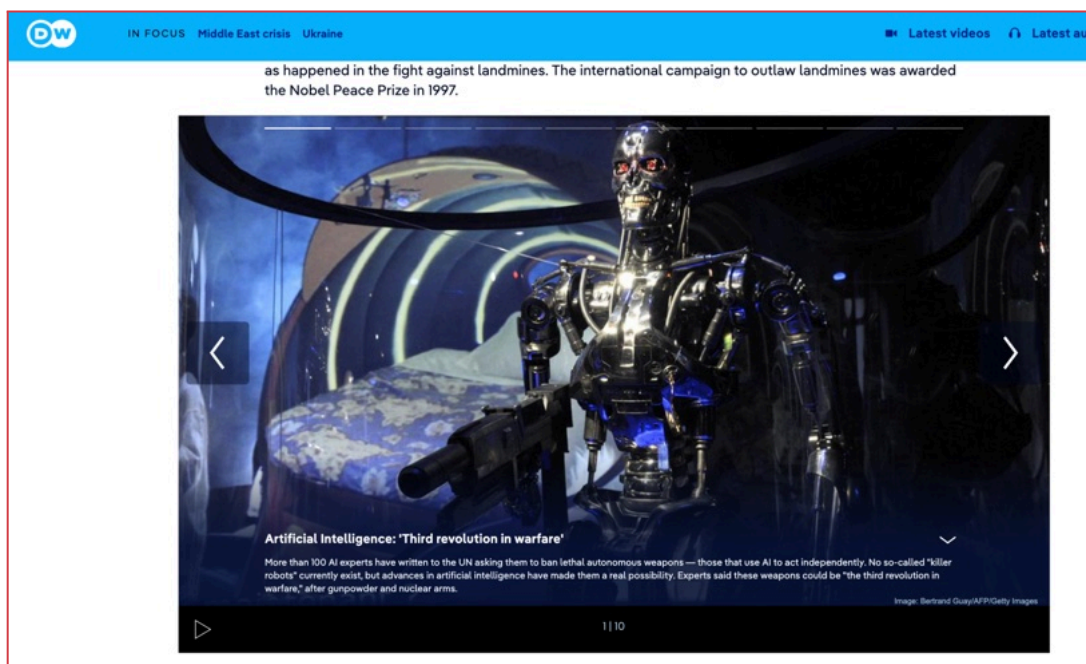 DW
IN FOCUS Middle East crisis Ukraine
Latest videos Latest au
as happened in the fight against landmines. The international campaign to outlaw landmines was awarded
the Nobel Peace Prize in 1997.
Artificial Intelligence: 'Third revolution in warfare'
More than 100 AI experts have written to the UN asking them to ban lethal autonomous weapons — those that use AI to act independently. No so-called "killer
robots" currently exist, but advances in artificial intelligence have made them a real possibility. Experts said these weapons could be "the third revolution in
warfare," after gunpowder and nuclear arms.
Image: Bertrand Guay/AFP/Getty Images
1 | 10